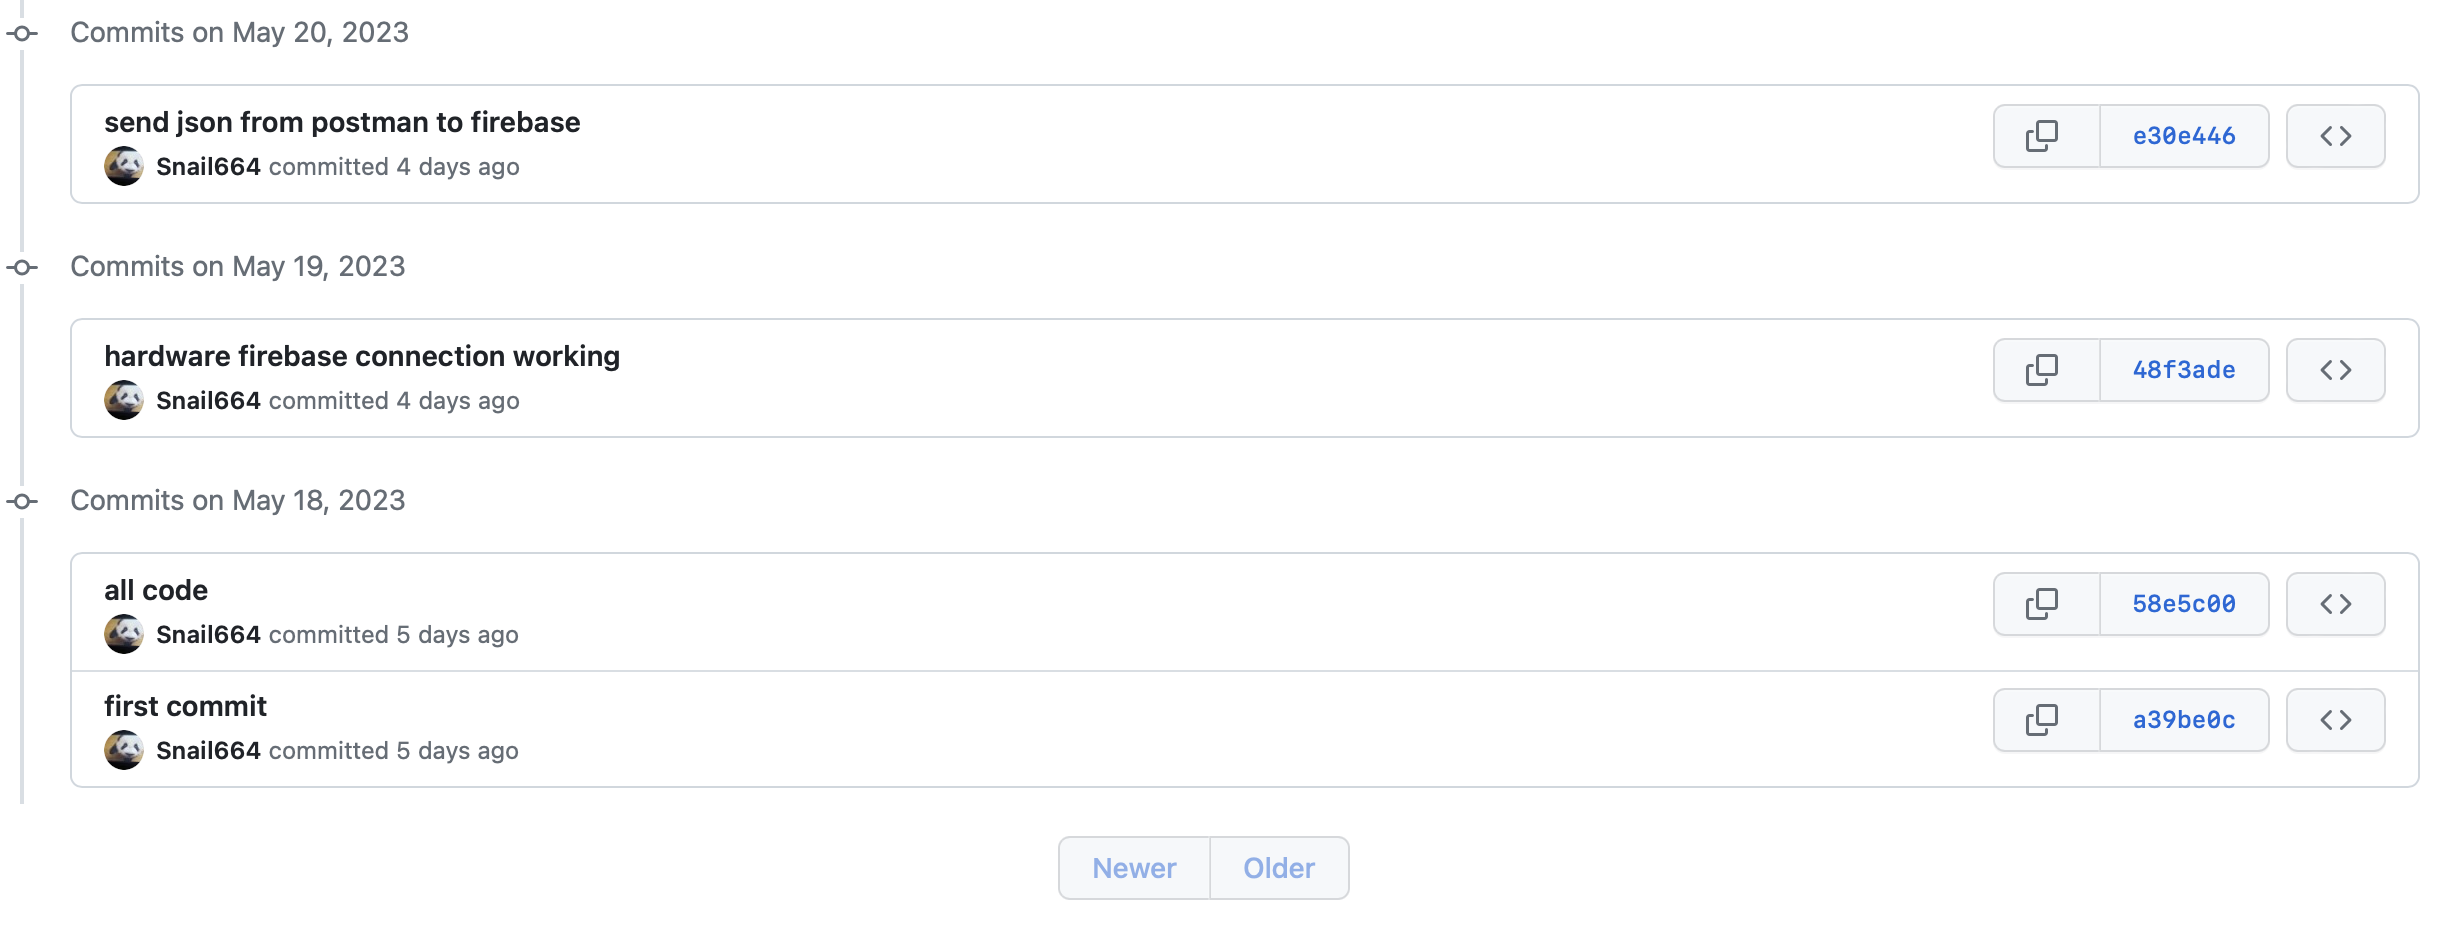 Commits on May 20, 2023
send json from postman to firebase
Snail664 committed 4 days ago
e30e446
Commits on May 19, 2023
hardware firebase connection working
Snail664 committed 4 days ago
48f3ade
Commits on May 18, 2023
all code
Snail664 committed 5 days ago
58e5c00
first commit
Snail664 committed 5 days ago
a39be0c
Newer Older